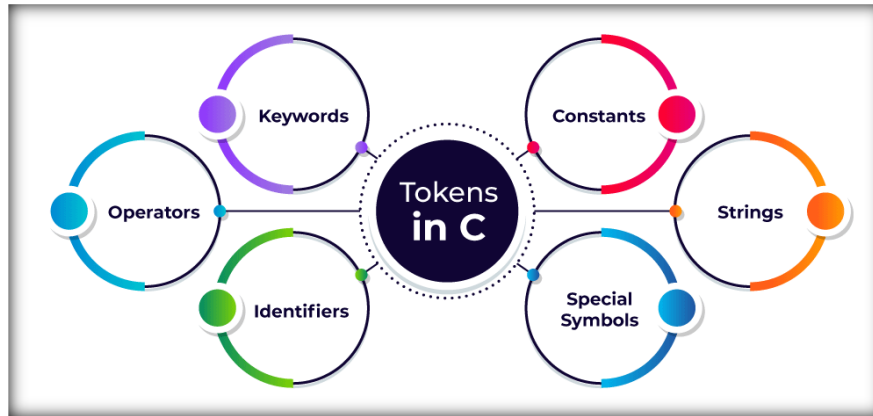 Keywords
Constants
Tokens
in C
Operators
Strings
Identifiers
Special
Symbols